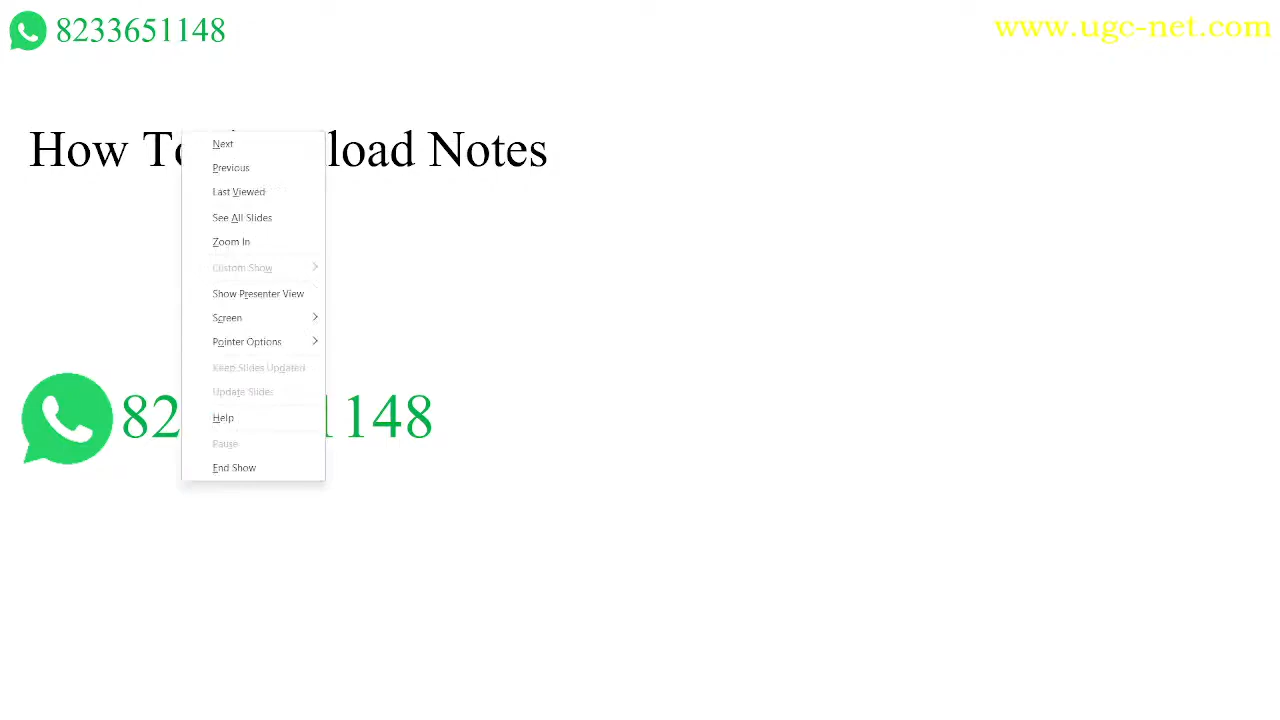 8233651148
www.ugc-net.com
How To load Notes
Next
Previous
Last Viewed
See All Slides
Zoom In
Custom Show
Show Presenter View
Screen
Pointer Options
Keep Slides Updated
Update Slides
82 1148
Help
Pause
End Show